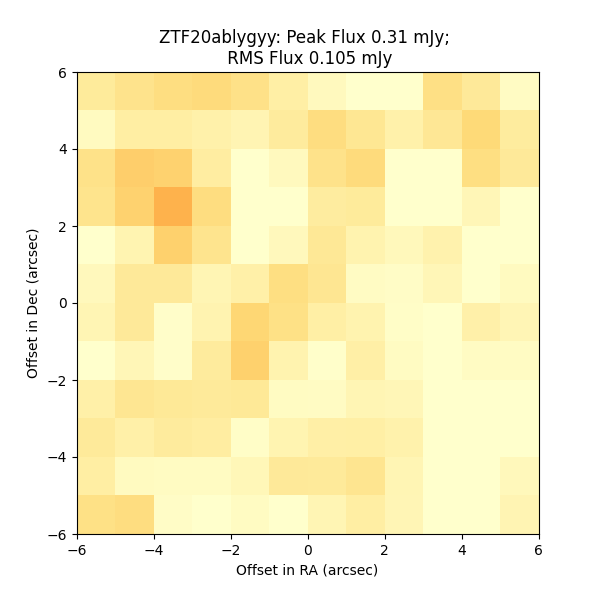 ZTF20ablygyy: Peak Flux 0.31 mJy;
RMS Flux 0.105 mJy
6
4
2
0
−2
−4
−6
Offset in Dec (arcsec)
−6 −4 −2 0 2 4 6
Offset in RA (arcsec)